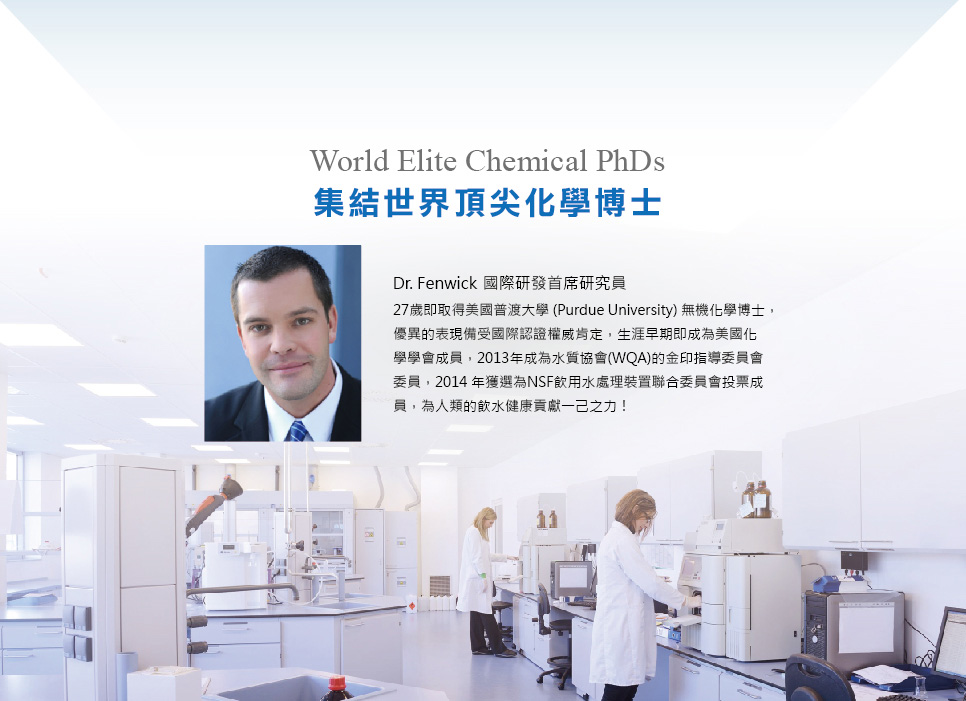 World Elite Chemical PhDs
集結世界頂尖化學博士
Dr. Fenwick 國際研發首席研究員
27歲即取得美國普渡大學 (Purdue University) 無機化學博士，
優異的表現備受國際認證權威肯定，生涯早期即成為美國化
學學會成員，2013年成為水質協會(WQA)的金印指導委員會
委員，2014 年獲選為NSF飲用水處理裝置聯合委員會投票成
員，為人類的飲水健康貢獻一己之力！